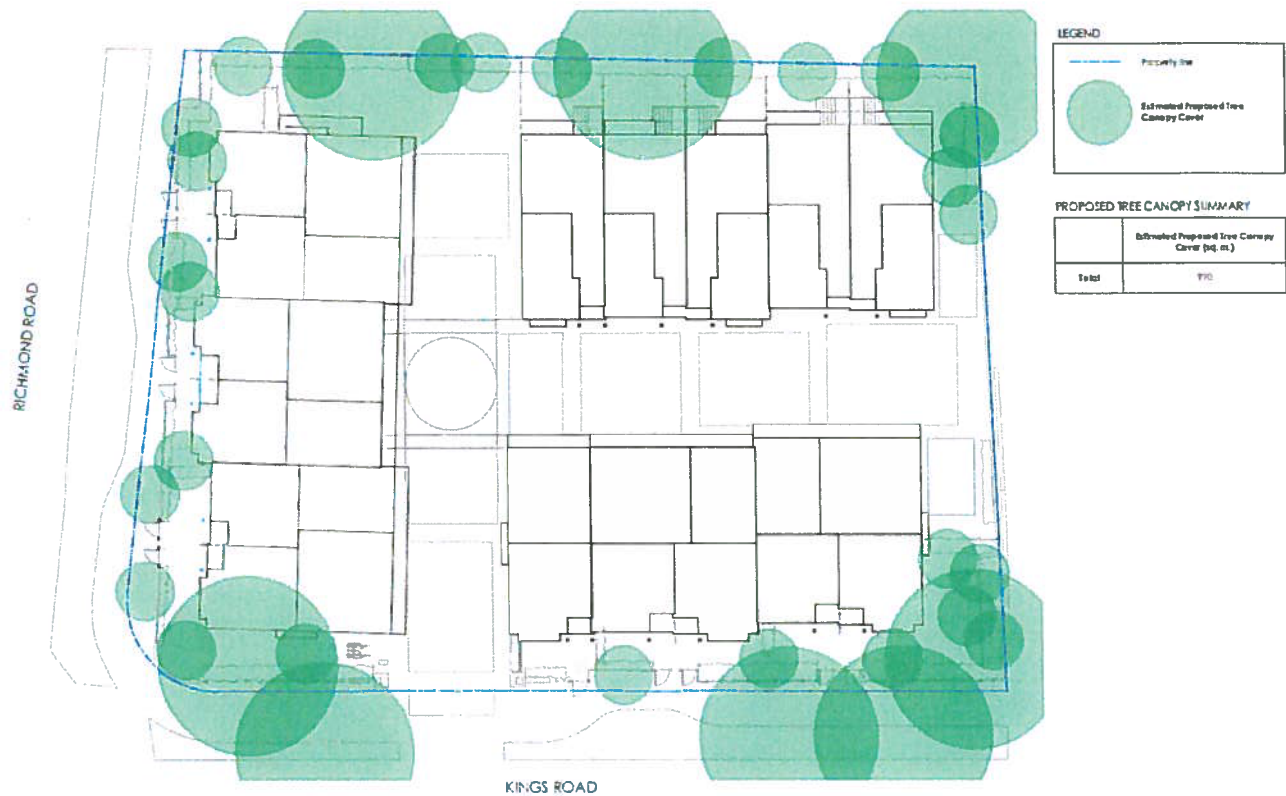 LEGEND
Property line
Estimated Proposed Tree
Canopy Cover
PROPOSED TREE CANOPY SUMMARY
Estimated Proposed Tree Canopy
Cover (sq. m.)
Total
RICHMOND ROAD
KINGS ROAD